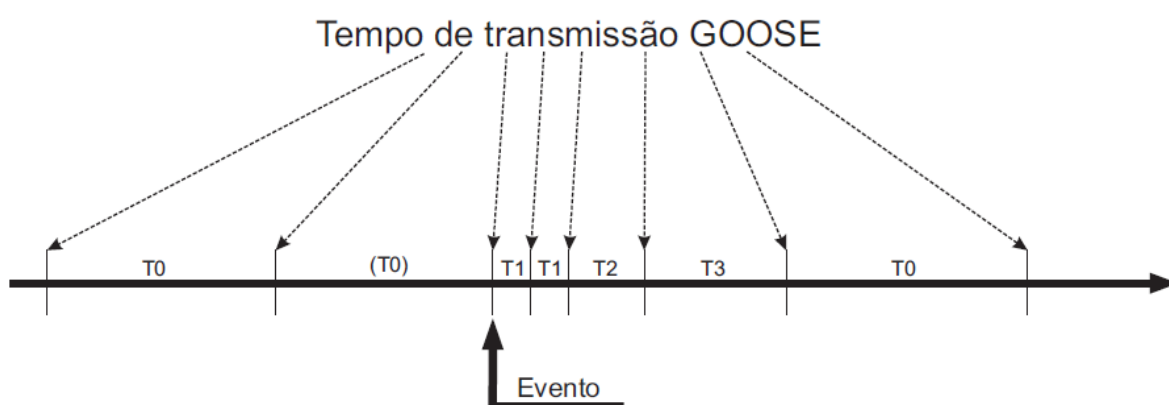 Tempo de transmissão GOOSE
T0 (T0) T1 T1 T2 T3 T0
Evento